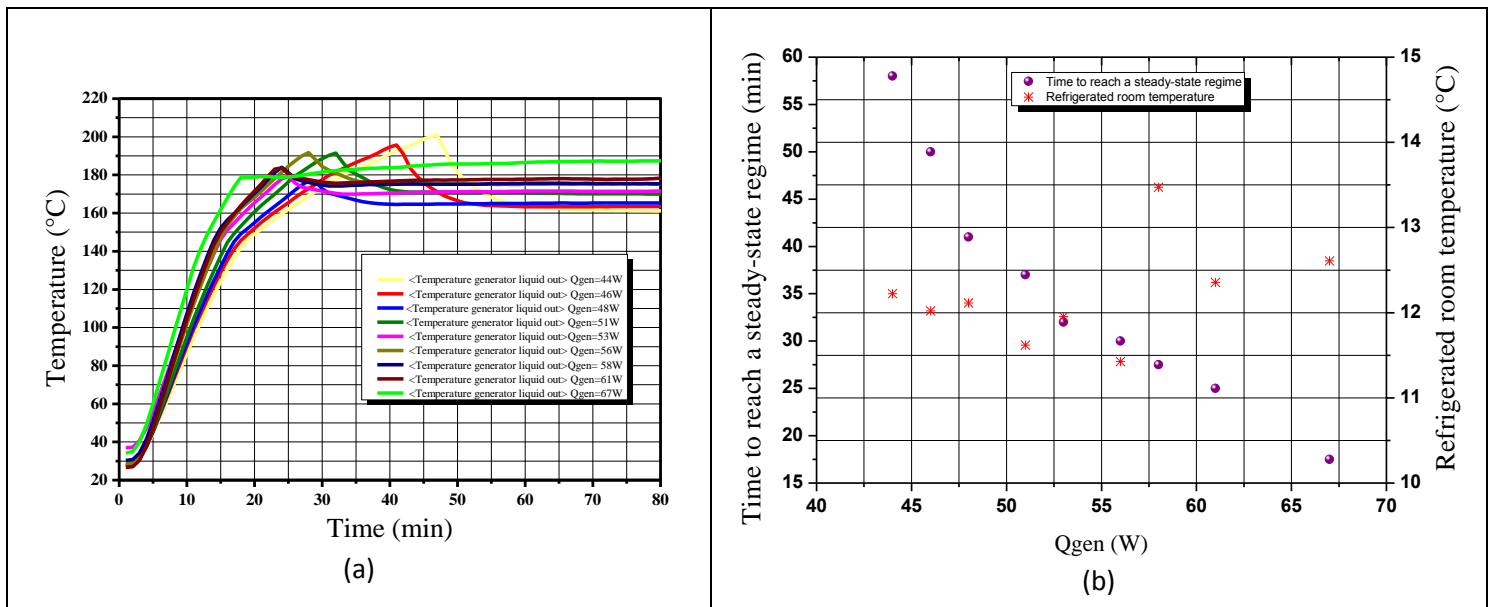 Temperature (°C)
220
200
180
160
140
120
100
80
60
40
20
<Temperature generator liquid out> Qgen=44W
<Temperature generator liquid out> Qgen=46W
<Temperature generator liquid out> Qgen=48W
<Temperature generator liquid out> Qgen=51W
<Temperature generator liquid out>Qgen=53W
<Temperature generator liquid out> Qgen=56W
<Temperature generator liquid out>Qgen= 58W
<Temperature generator liquid out> Qgen=61W
<Temperature generator liquid out> Qgen=67W
0 10 20 30 40 50 60 70 80
Time (min)
(a)
Time to reach a steady-state regime (min)
60
55
50
45
40
35
30
25
20
15
Time to reach a steady-state regime
Refrigerated room temperature
15
14
13
12
11
10
Refrigerated room temperature (°C)
40 45 50 55 60 65 70
Qgen (W)
(b)